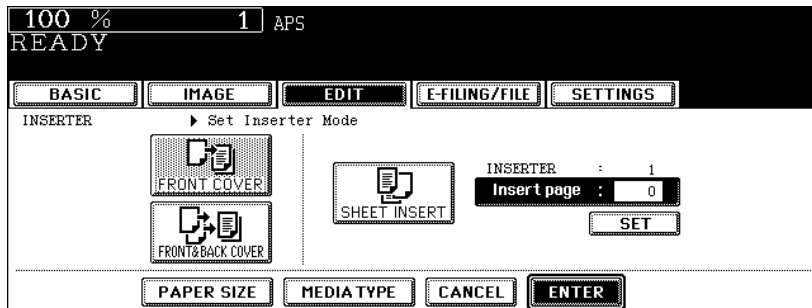 100 % 1 APS
READY
BASIC IMAGE EDIT E-FILING/FILE SETTINGS
INSERTER ▶ Set Inserter Mode
FRONT COVER
FRONT&BACK COVER
SHEET INSERT
INSERTER : 1
Insert page : 0
SET
PAPER SIZE MEDIA TYPE CANCEL ENTER